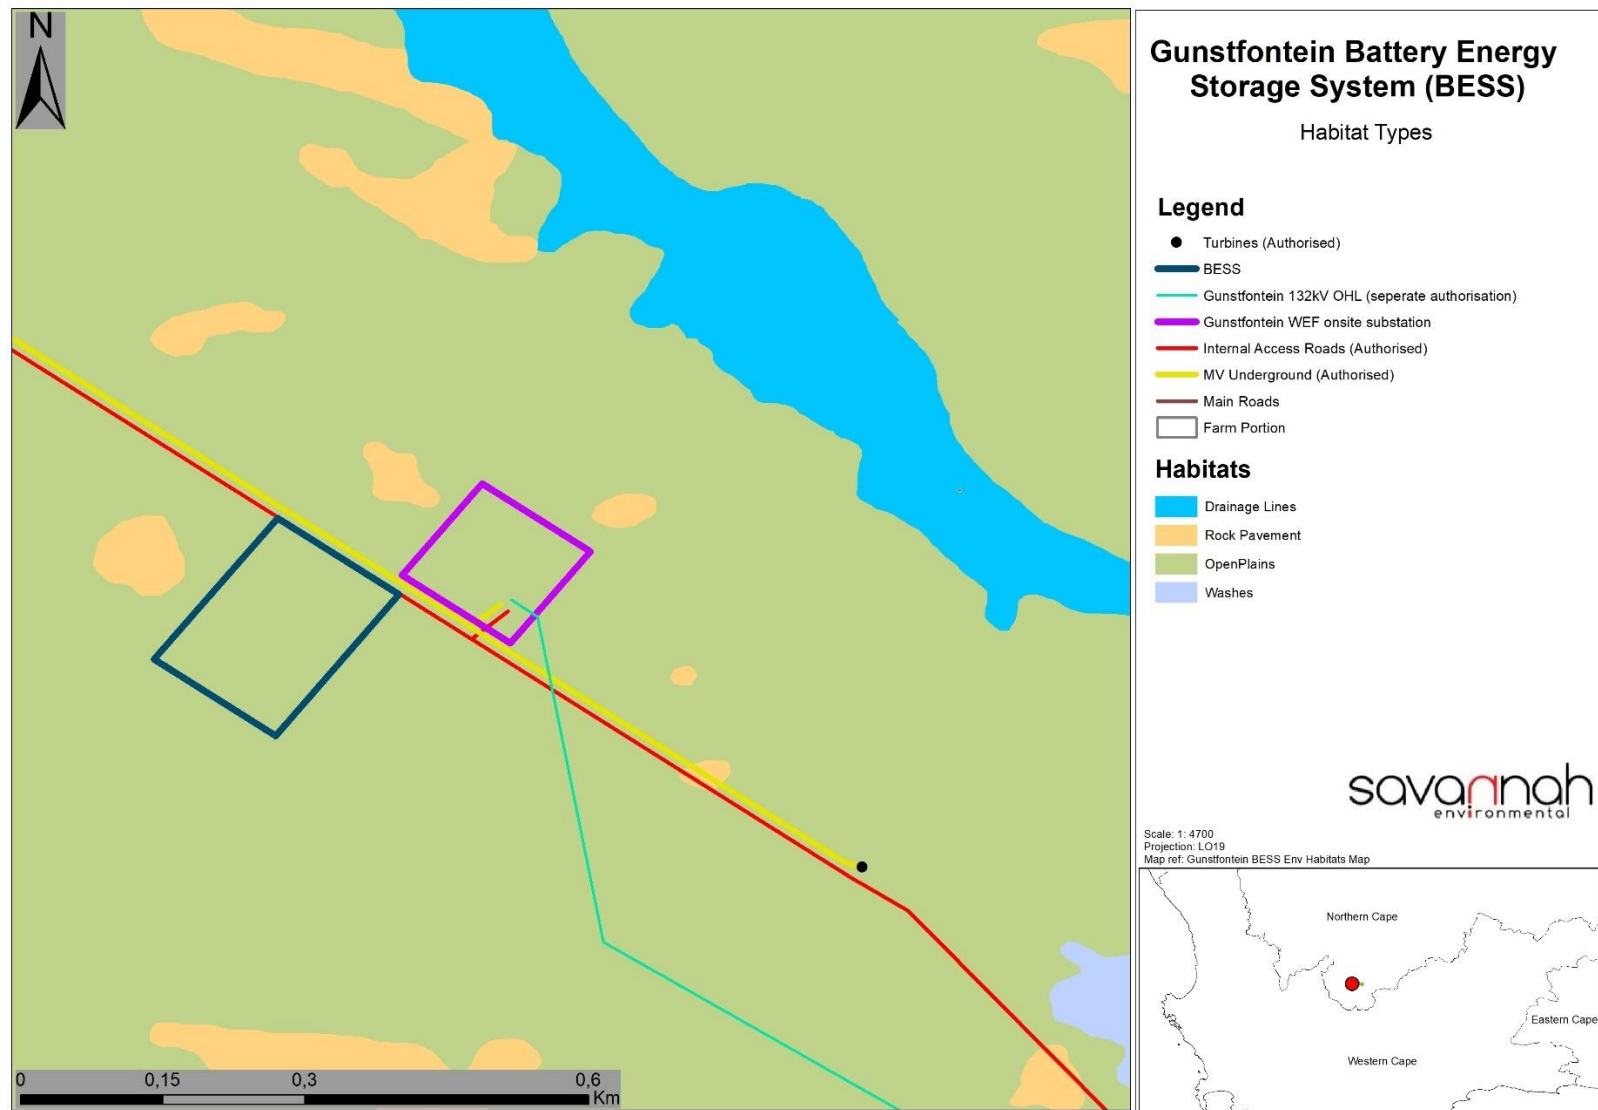 N
0
0,15
0,3
0,6
Km
Gunstfontein Battery Energy
Storage System (BESS)
Habitat Types
Legend
Turbines (Authorised)
BESS
Gunstfontein 132kV OHL (seperate authorisation)
Gunstfontein WEF onsite substation
Internal Access Roads (Authorised)
MV Underground (Authorised)
Main Roads
Farm Portion
Habitats
Drainage Lines
Rock Pavement
OpenPlains
Washes
savannah
environmental
Scale: 1: 4700
Projection: LO19
Map ref: Gunstfontein BESS Env Habitats Map
Northern Cape
Eastern Cape
Western Cape